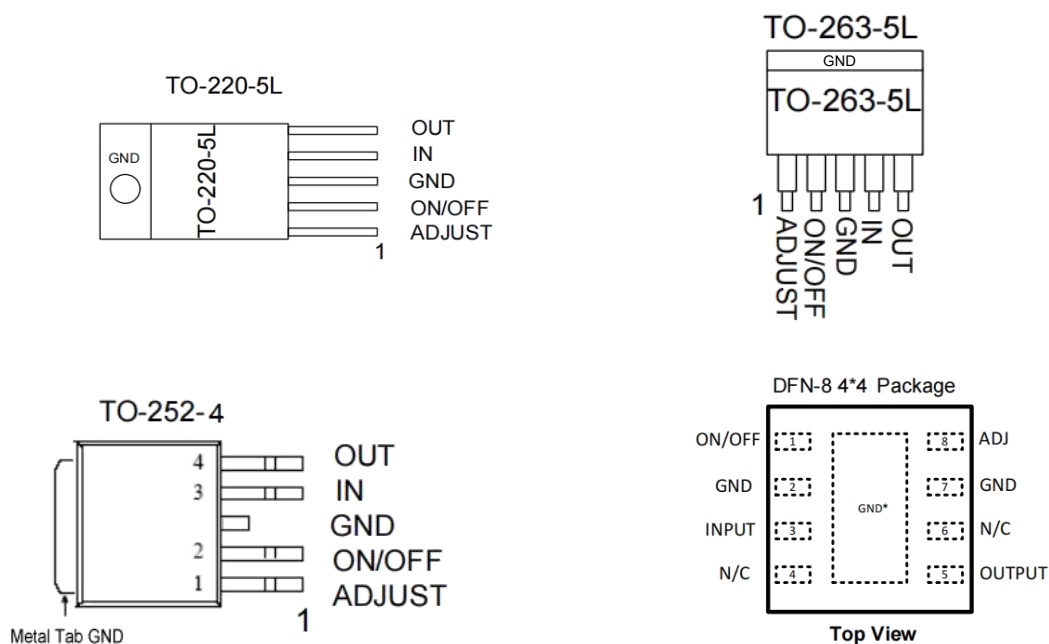 TO-220-5L
GND
TO-220-5L
OUT
IN
GND
ON/OFF
ADJUST
1
TO-263-5L
GND
TO-263-5L
1
ADJUST
ON/OFF
GND
IN
OUT
TO-252-4
4
3
2
1
OUT
IN
GND
ON/OFF
ADJUST
1
Metal Tab GND
DFN-8 4*4 Package
ON/OFF 1 8 ADJ
GND 2 7 GND
GND*
INPUT 3 6 N/C
N/C 4 5 OUTPUT
Top View